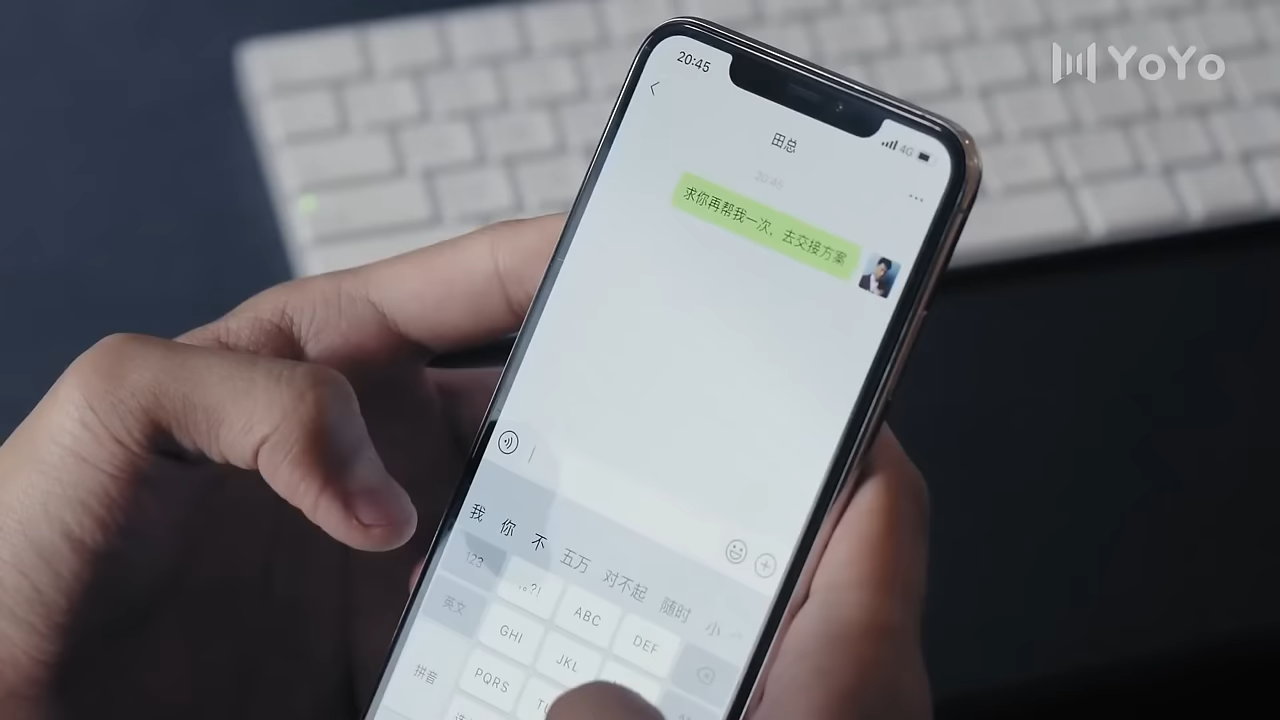 YoYo
20:45
4G
田总
20:45
求你再帮我一次，去交接方案
我 你 不 五万 对不起 随时 小
123
.,?!
ABC
DEF
英文
GHI
JKL
拼音
PQRS